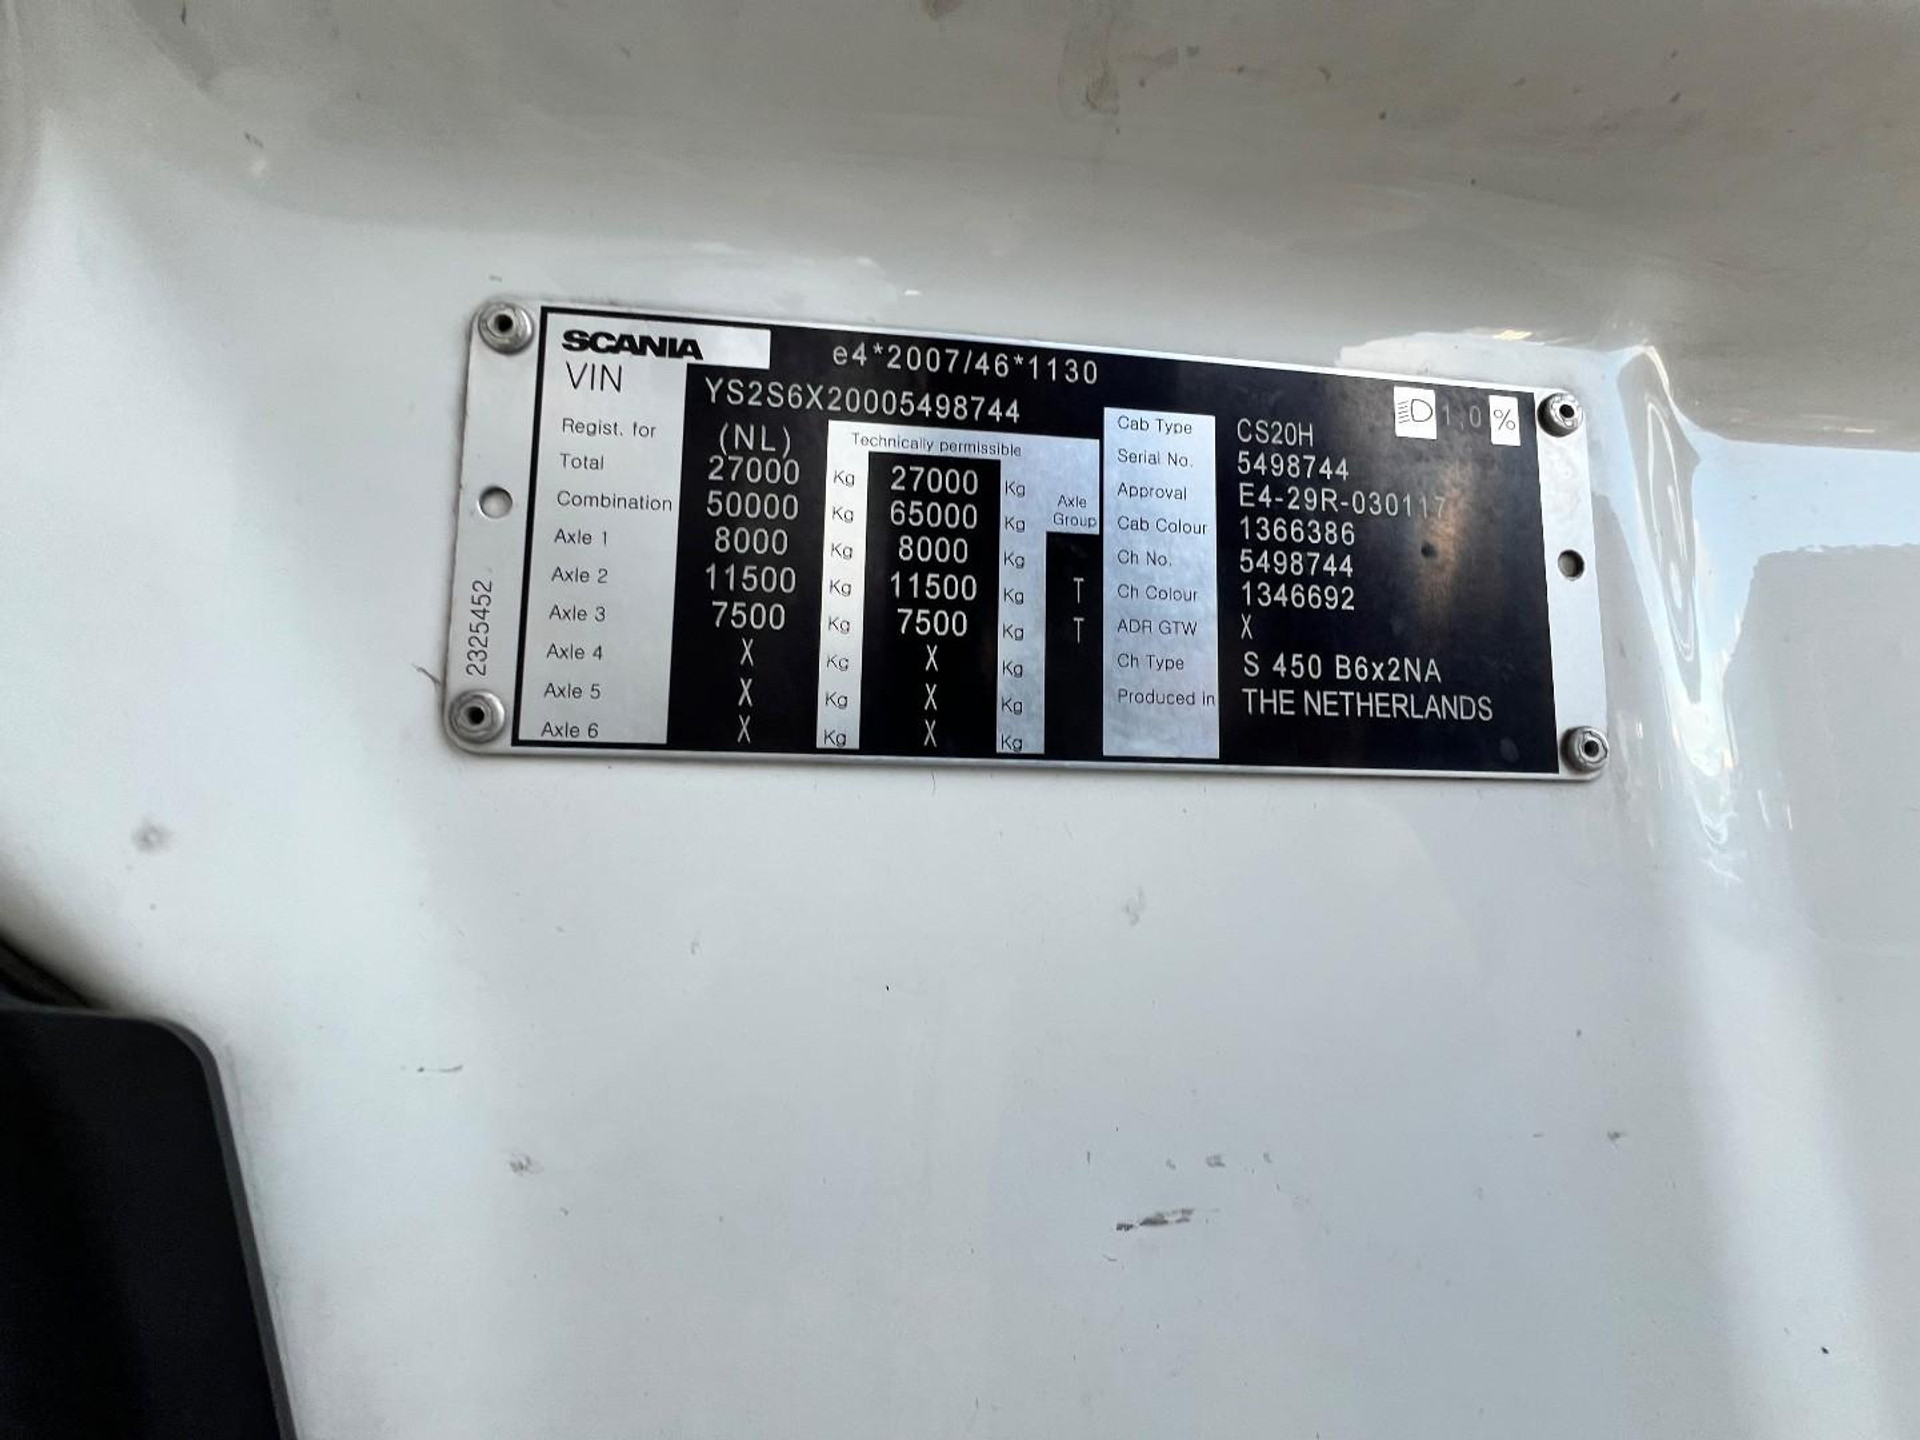 SCANIA e4*2007/46*1130
VIN YS2S6X20005498744
Regist. for (NL) Technically permissible
Total 27000 Kg 27000 Kg
Combination 50000 Kg 65000 Kg Axle Group
Axle 1 8000 Kg 8000 Kg
Axle 2 11500 Kg 11500 Kg T
Axle 3 7500 Kg 7500 Kg T
Axle 4 X Kg X Kg
Axle 5 X Kg X Kg
Axle 6 X Kg X Kg
1,0 %
Cab Type CS20H
Serial No. 5498744
Approval E4-29R-030117
Cab Colour 1366386
Ch No. 5498744
Ch Colour 1346692
ADR GTW X
Ch Type S 450 B6x2NA
Produced in THE NETHERLANDS
2325452